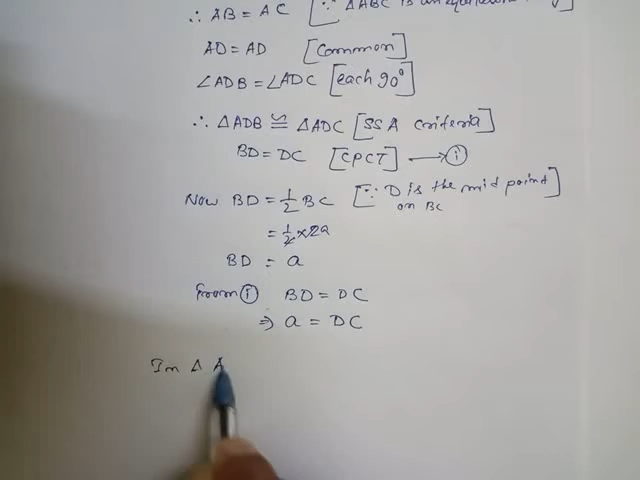 ∴ AB = AC [∵ ΔABC is an equilateral
AD = AD [Common]
∠ADB = ∠ADC [each 90°]
∴ ΔADB ≅ ΔADC [SSA criteria]
BD = DC [CPCT] → ①
Now BD = 1/2 BC [∵ D is the mid point on BC]
= 1/2 × 2a
BD = a
From ① BD = DC
⇒ a = DC
In Δ A